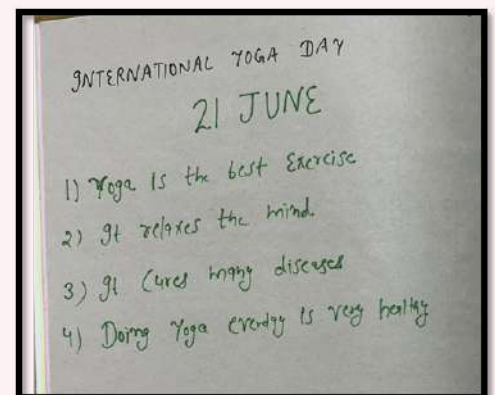 INTERNATIONAL YOGA DAY
21 JUNE
1) Yoga Is the best Exercise
2) It relaxes the mind.
3) It Cures many diseases
4) Doing Yoga everday is very healthy